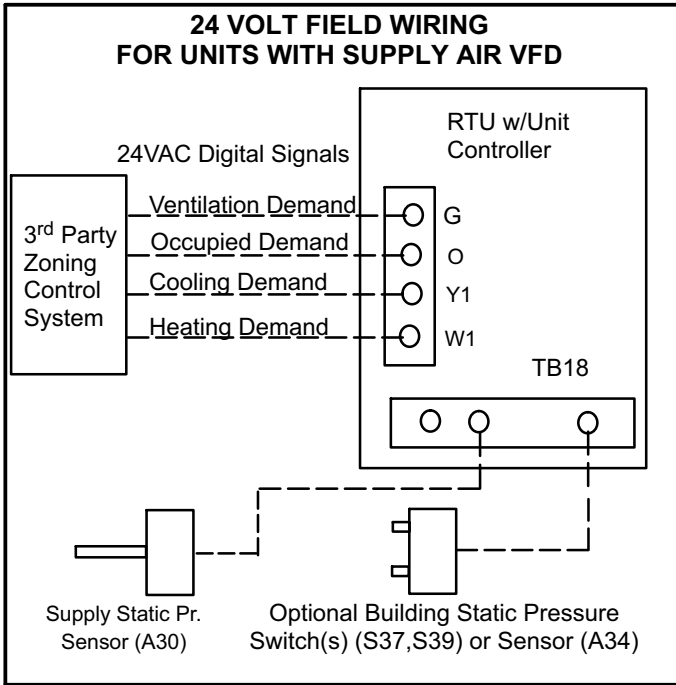 24 VOLT FIELD WIRING
FOR UNITS WITH SUPPLY AIR VFD
RTU w/Unit
Controller
24VAC Digital Signals
3rd Party
Zoning
Control
System
Ventilation Demand
G
Occupied Demand
O
Cooling Demand
Y1
Heating Demand
W1
TB18
Supply Static Pr.
Sensor (A30)
Optional Building Static Pressure
Switch(s) (S37,S39) or Sensor (A34)